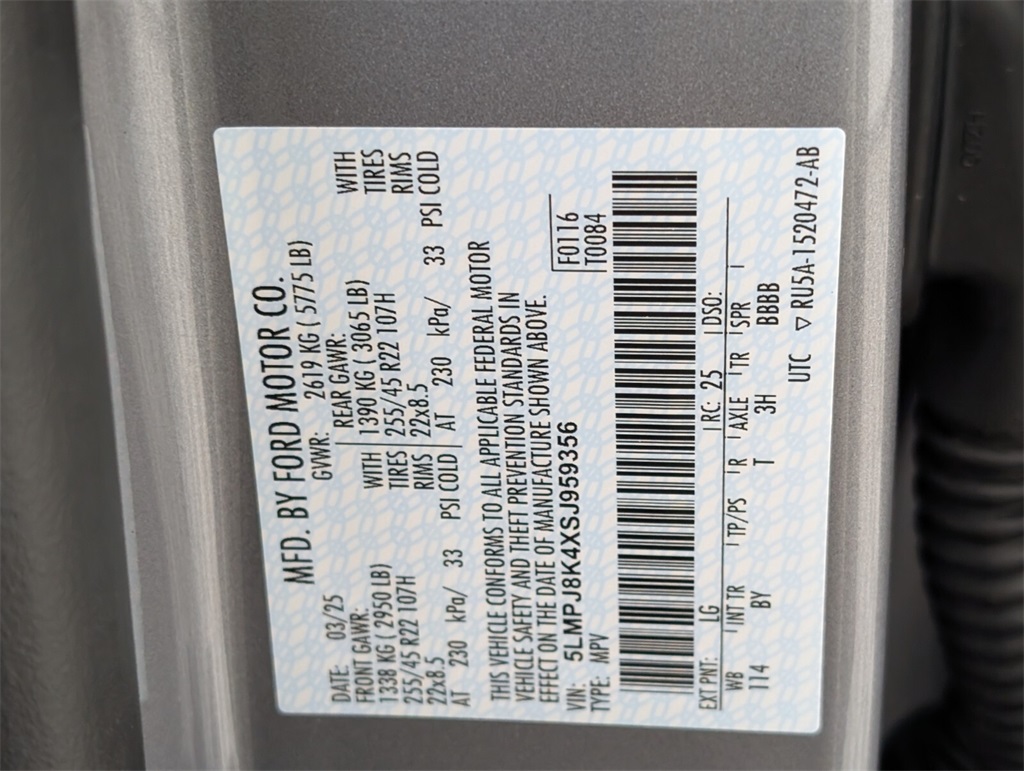 MFD. BY FORD MOTOR CO.
DATE: 03/25 GVWR: 2619 KG ( 5775 LB)
FRONT GAWR: REAR GAWR:
1338 KG ( 2950 LB) WITH 1390 KG ( 3065 LB) WITH
255/45 R22 107H TIRES 255/45 R22 107H TIRES
22x8.5 RIMS 22x8.5 RIMS
AT 230 kPa/ 33 PSI COLD AT 230 kPa/ 33 PSI COLD
THIS VEHICLE CONFORMS TO ALL APPLICABLE FEDERAL MOTOR
VEHICLE SAFETY AND THEFT PREVENTION STANDARDS IN
EFFECT ON THE DATE OF MANUFACTURE SHOWN ABOVE.
VIN: 5LMPJ8K4XSJ959356 F0116
TYPE: MPV T0084
EXT PNT: LG RC: 25 DSO:
WB INT TR TP/PS R AXLE TR SPR
114 BY T 3H BBBB
UTC ▽ RU5A-1520472-AB